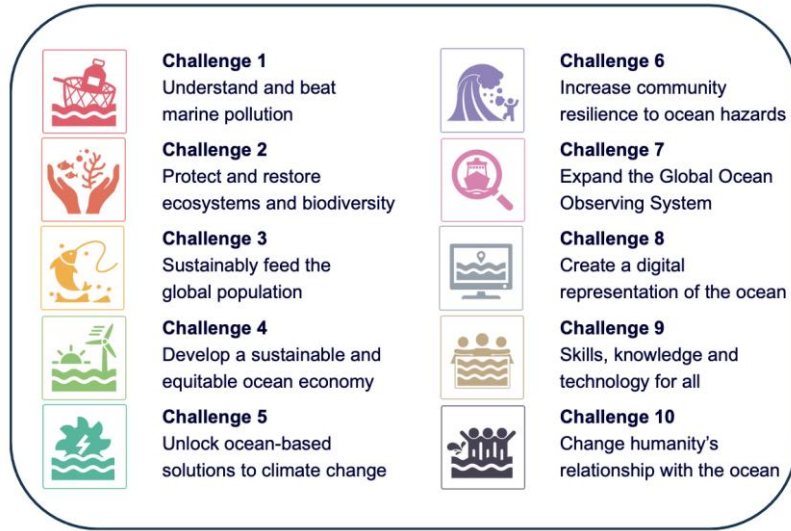 Challenge 1
Understand and beat
marine pollution
Challenge 2
Protect and restore
ecosystems and biodiversity
Challenge 3
Sustainably feed the
global population
Challenge 4
Develop a sustainable and
equitable ocean economy
Challenge 5
Unlock ocean-based
solutions to climate change
Challenge 6
Increase community
resilience to ocean hazards
Challenge 7
Expand the Global Ocean
Observing System
Challenge 8
Create a digital
representation of the ocean
Challenge 9
Skills, knowledge and
technology for all
Challenge 10
Change humanity's
relationship with the ocean